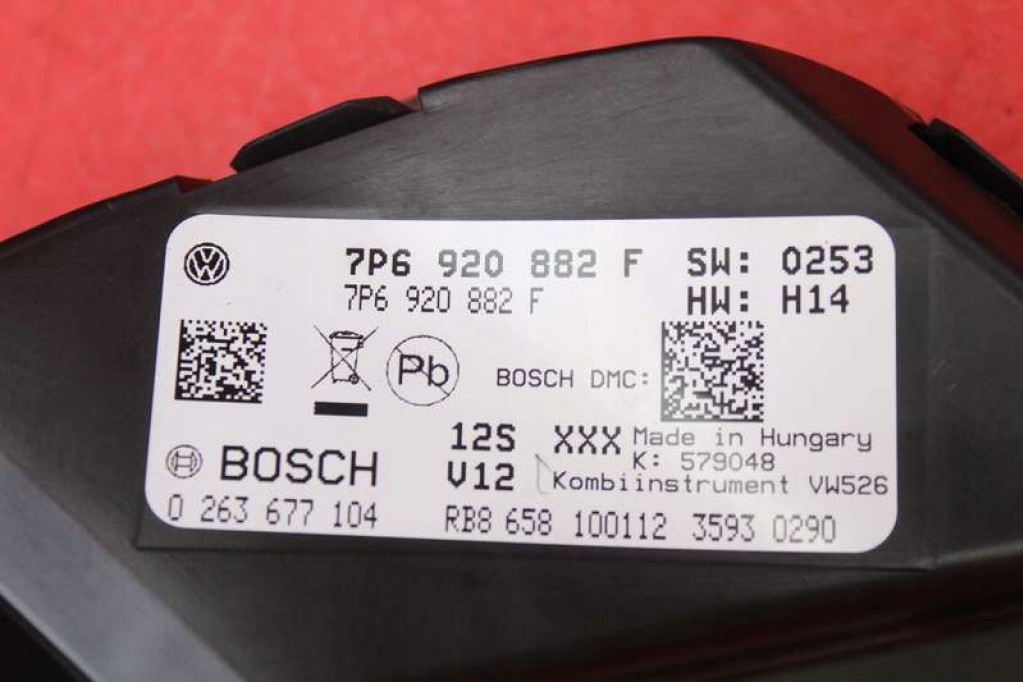 7P6 920 882 F SW: 0253
7P6 920 882 F HW: H14
Pb
BOSCH DMC:
12S XXX Made in Hungary
K: 579048
BOSCH V12 Kombiinstrument VW526
0 263 677 104 RB8 658 100112 3593 0290